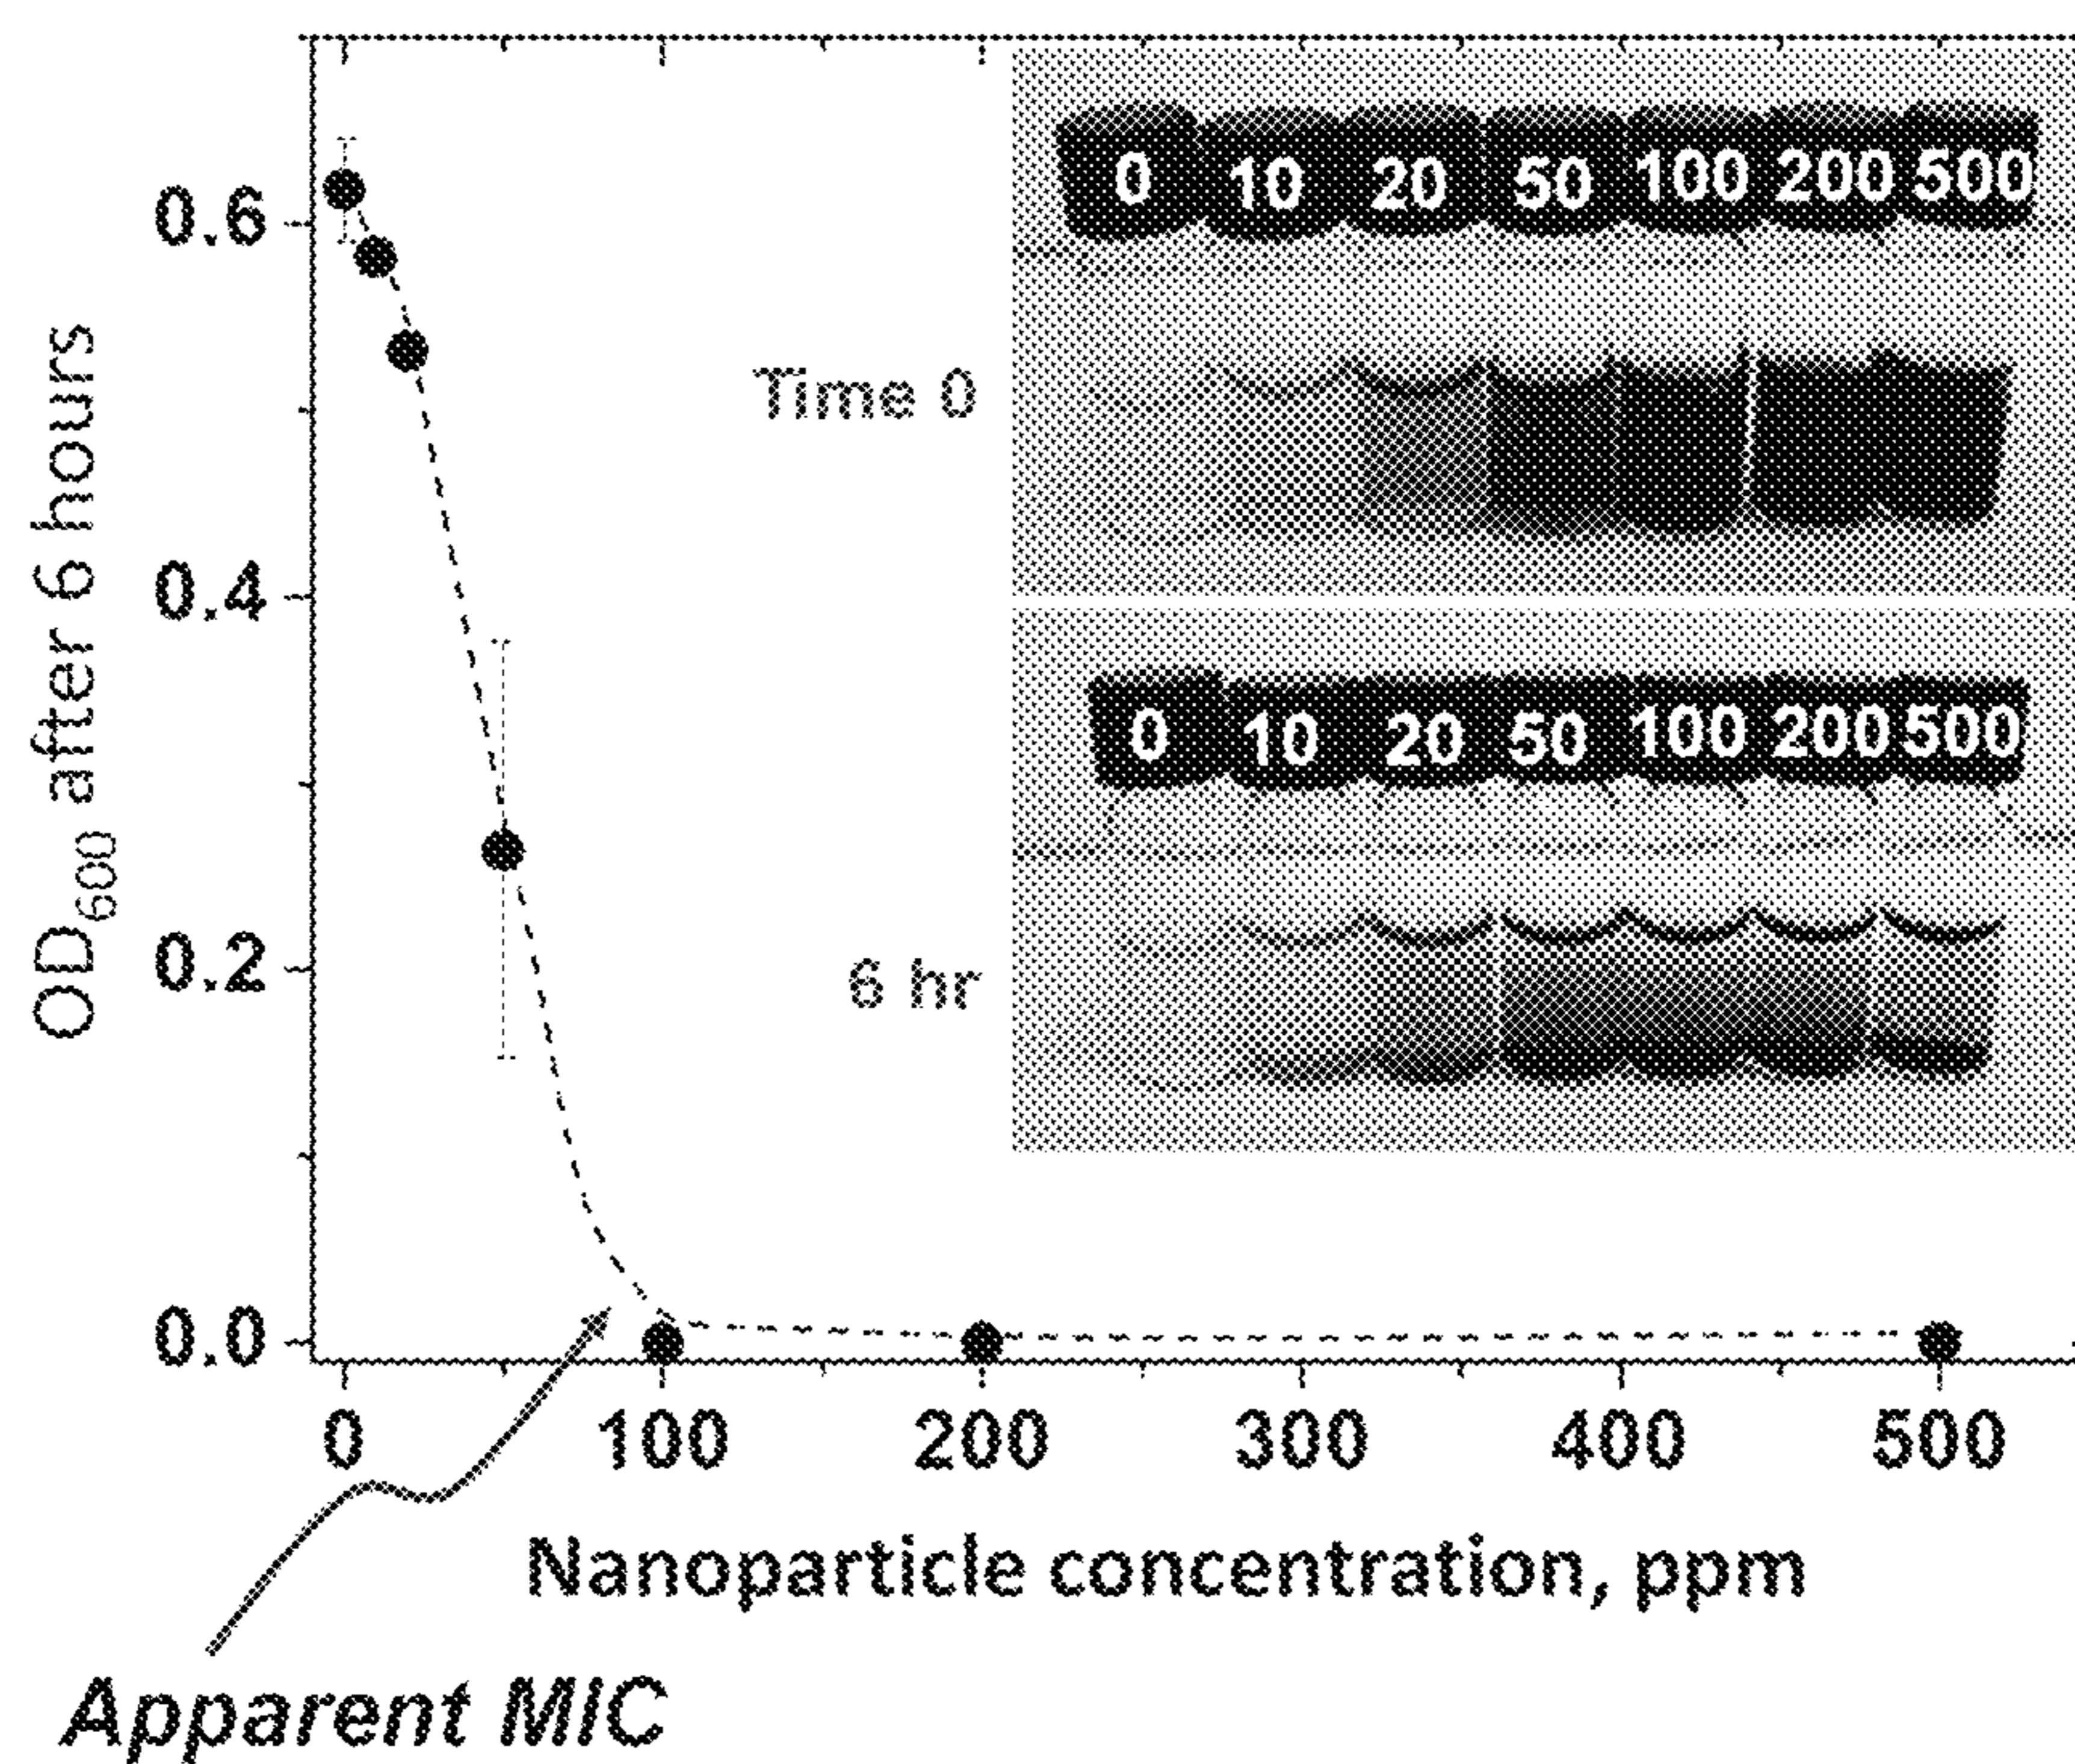 0 10 20 50 100 200 500
Time 0
0 10 20 50 100 200 500
6 hr
OD600 after 6 hours
0.6
0.4
0.2
0.0
0 100 200 300 400 500
Nanoparticle concentration, ppm
Apparent MIC